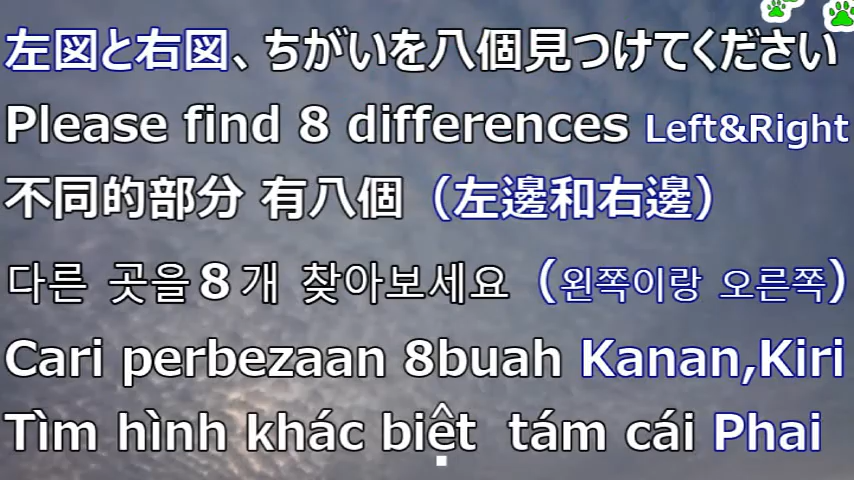 左図と右図、ちがいを八個見つけてください
Please find 8 differences Left&Right
不同的部分 有八個（左邊和右邊）
다른 곳을8개 찾아보세요（왼쪽이랑 오른쪽）
Cari perbezaan 8buah Kanan,Kiri
Tìm hình khác biệt tám cái Phai